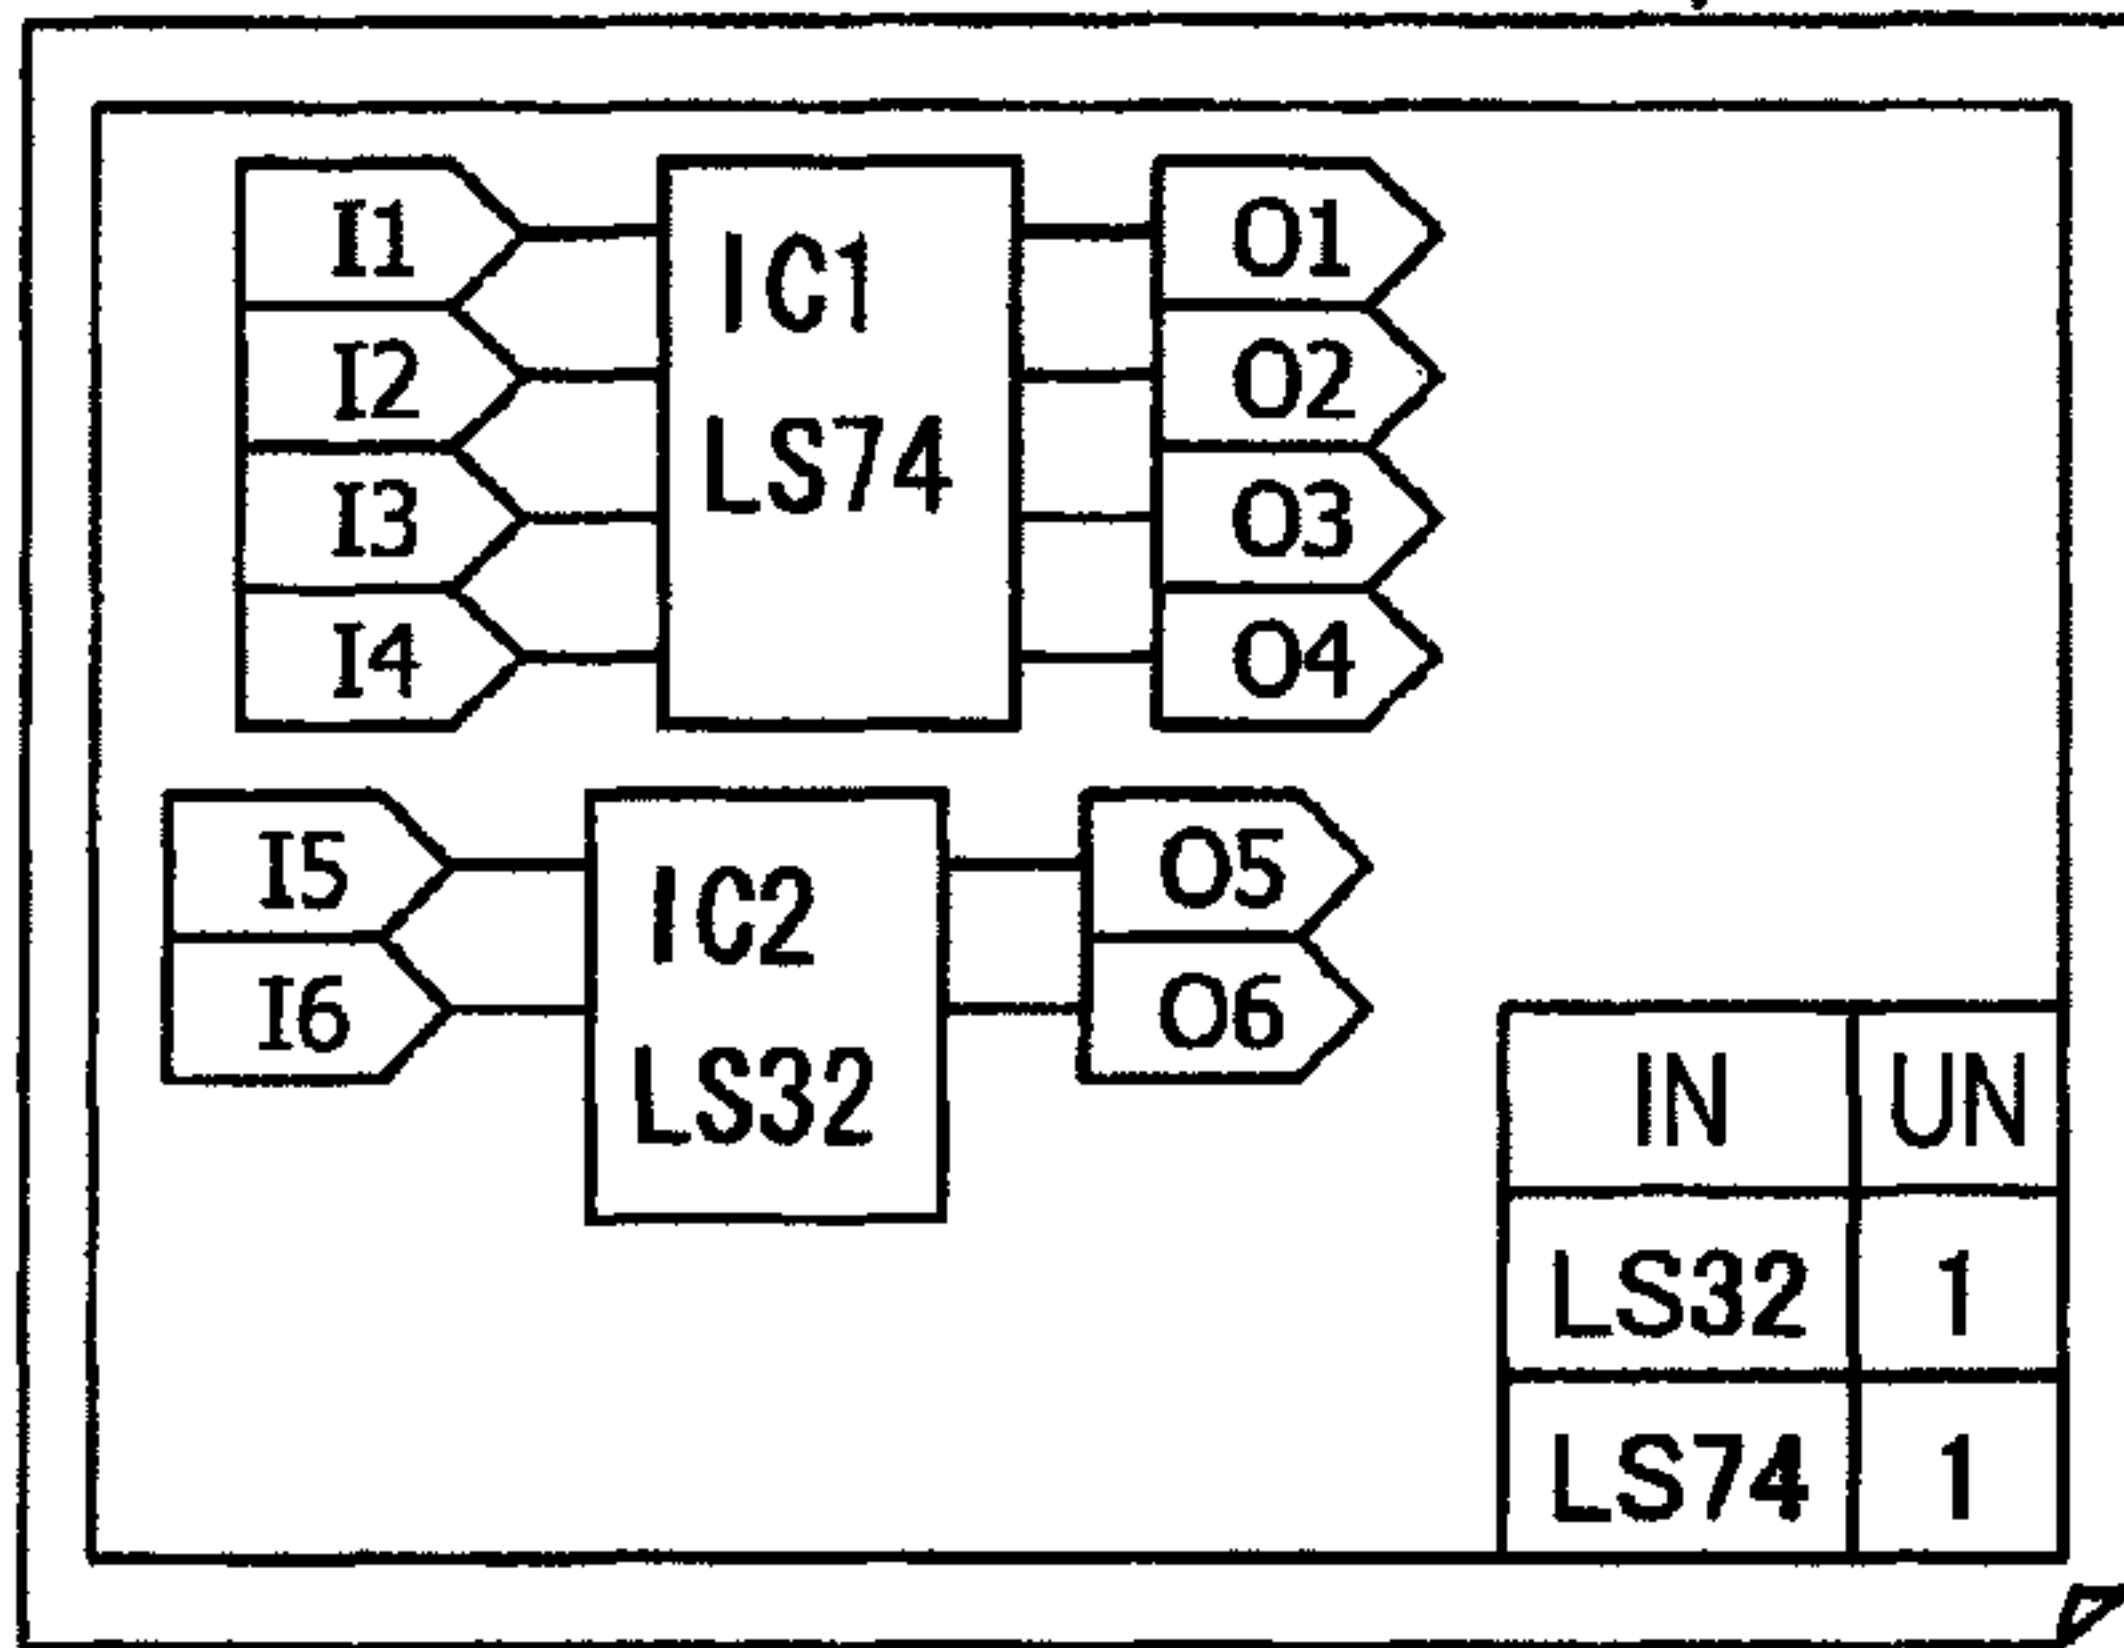 I1
I2
I3
I4
IC1
LS74
O1
O2
O3
O4
I5
I6
IC2
LS32
O5
O6
IN UN
LS32 1
LS74 1